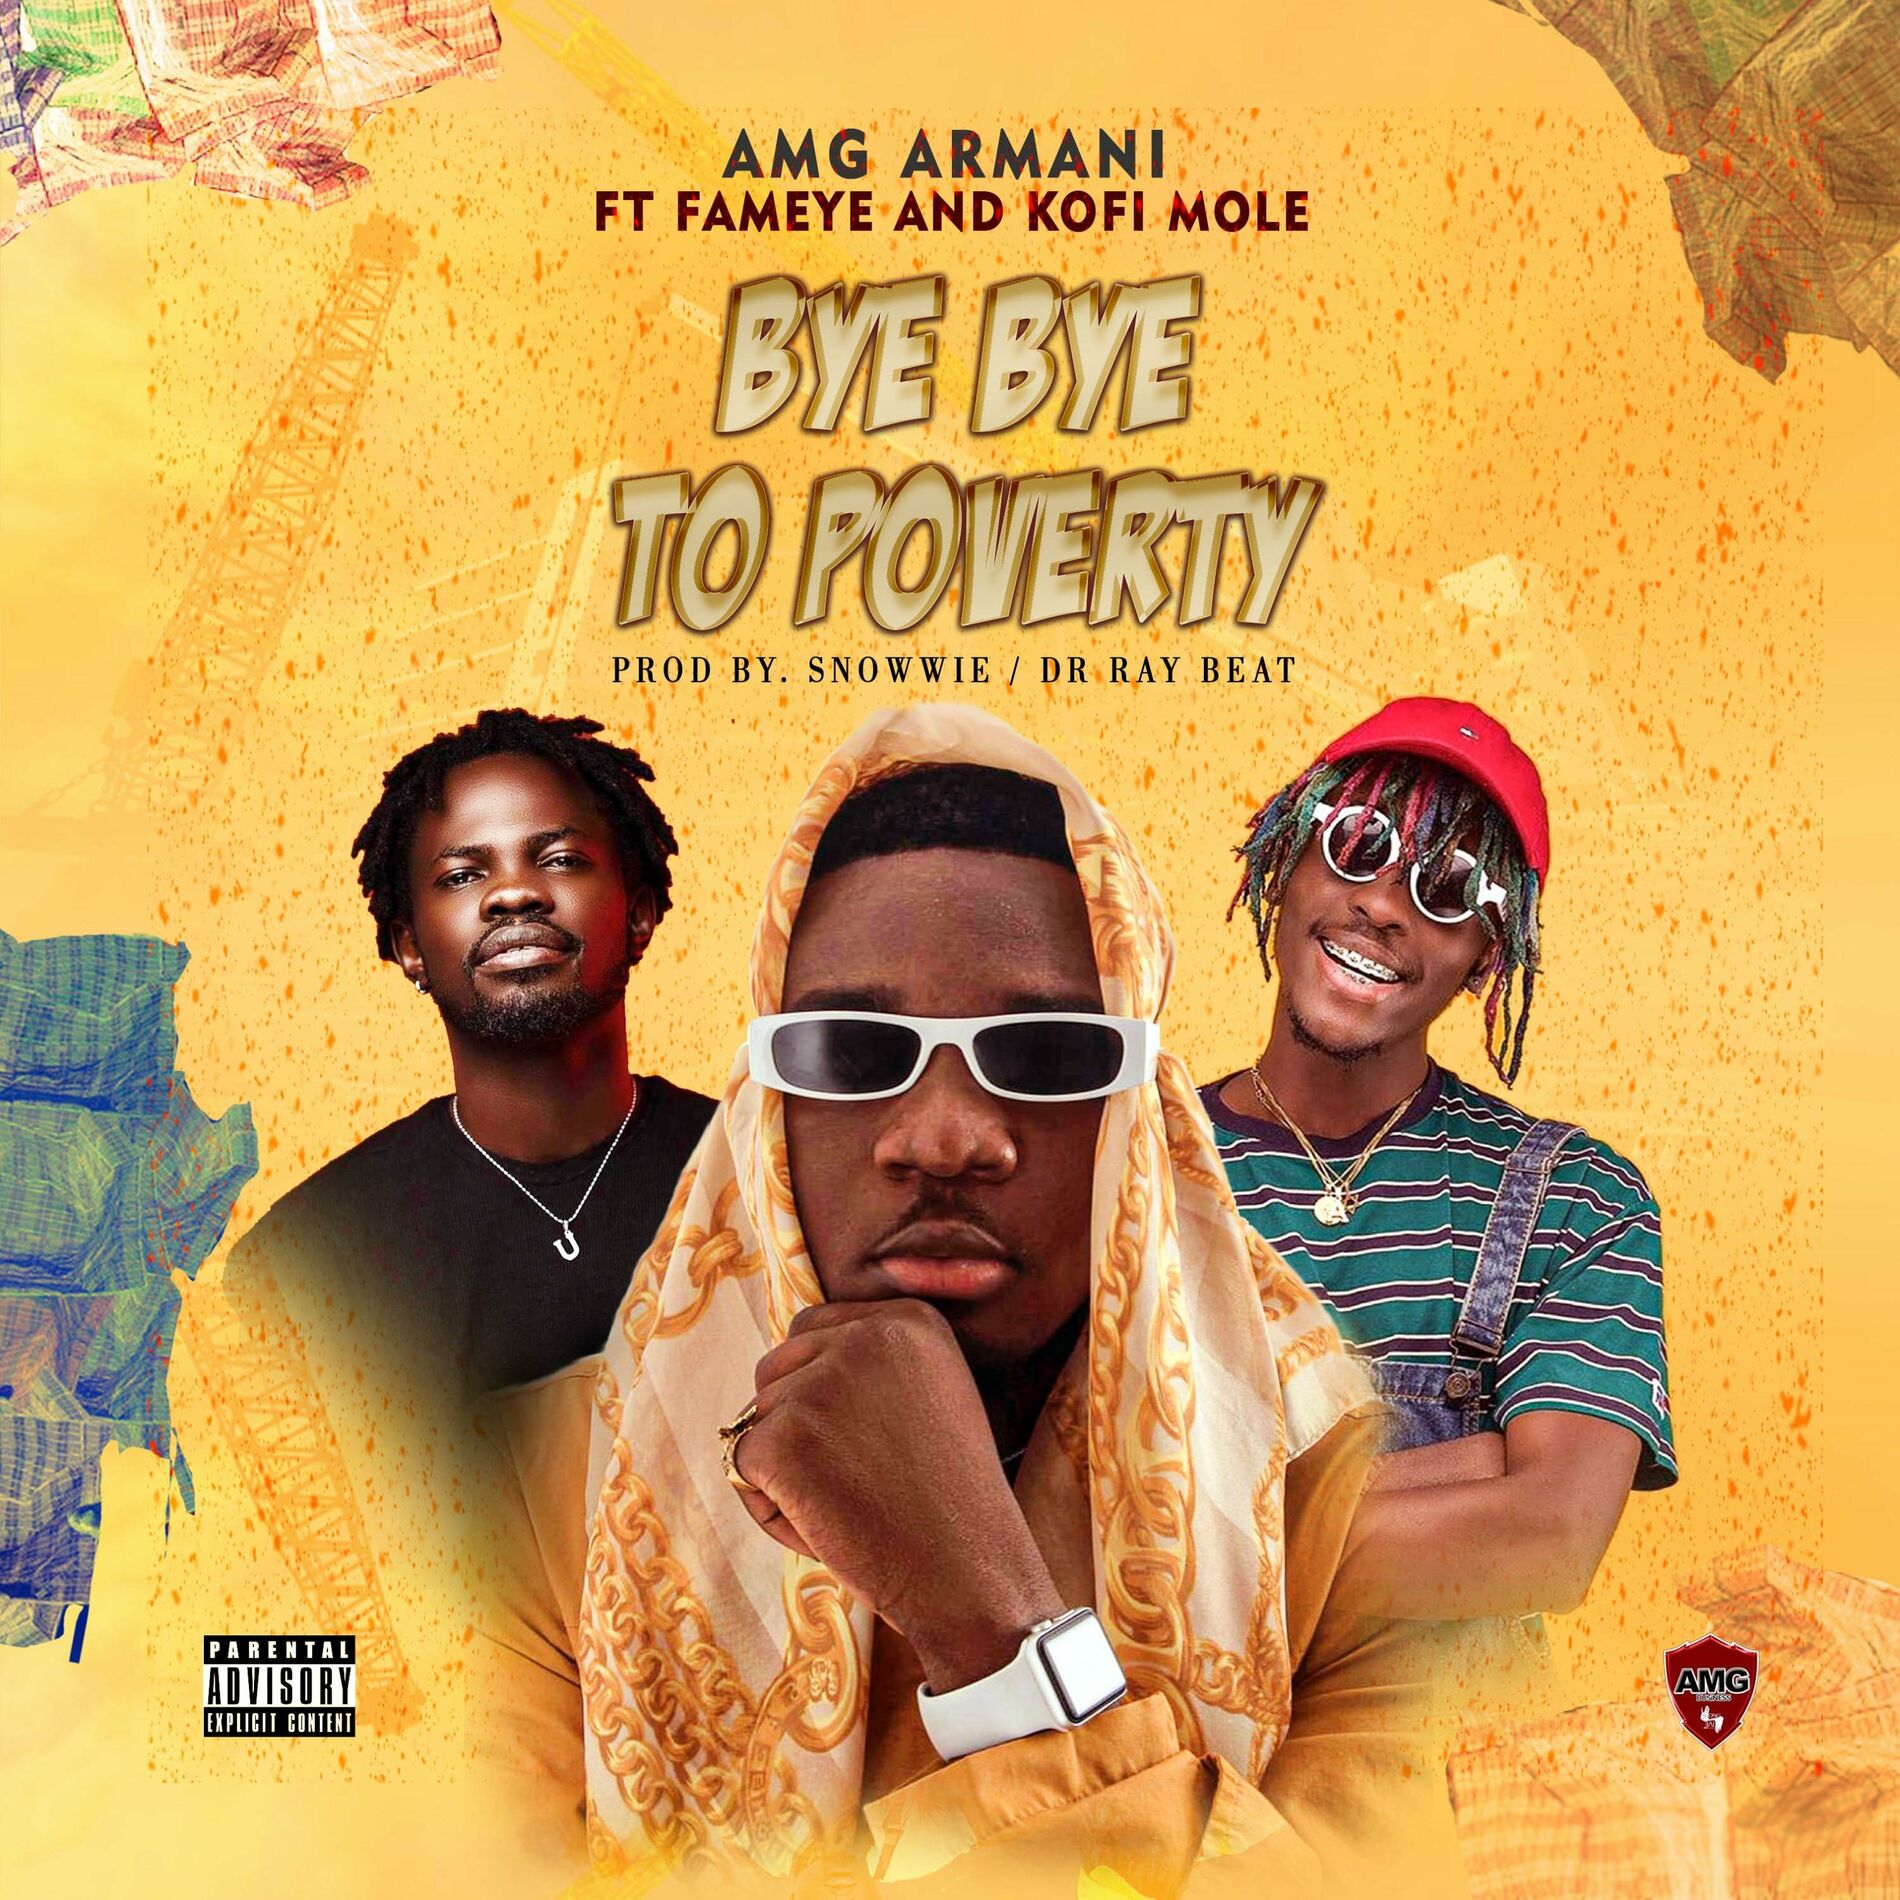 AMG ARMANI
FT FAMEYE AND KOFI MOLE
BYE BYE
TO POVERTY
PROD BY. SNOWWIE / DR RAY BEAT
PARENTAL
ADVISORY
EXPLICIT CONTENT
AMG
BUSINESS